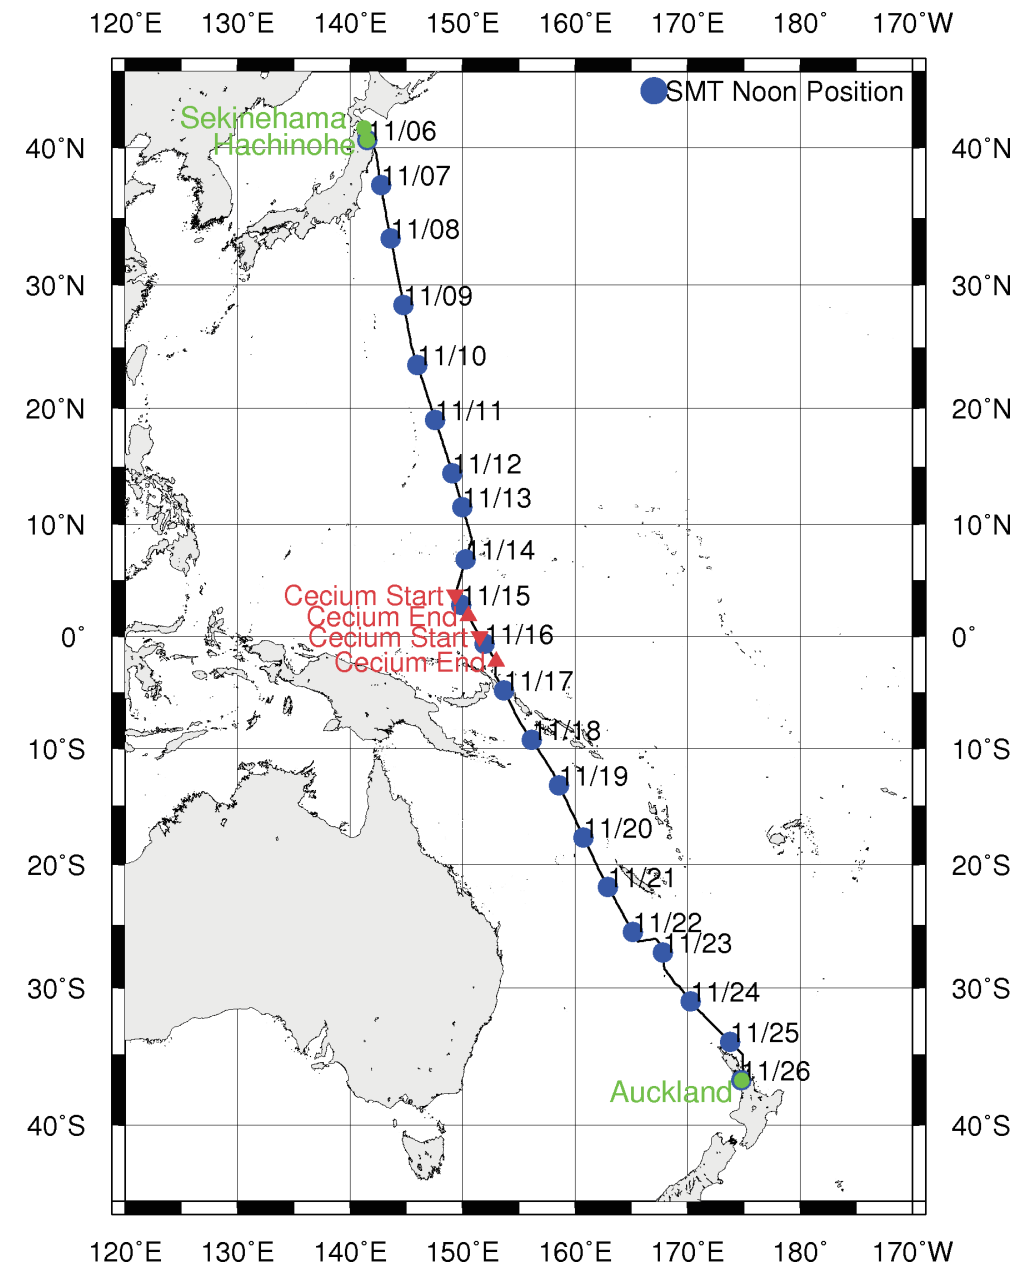 120°E 130°E 140°E 150°E 160°E 170°E 180° 170°W
SMT Noon Position
Sekinehama
11/06
Hachinohe
40°N 40°N
11/07
11/08
30°N 30°N
11/09
11/10
20°N 20°N
11/11
11/12
11/13
10°N 10°N
11/14
Cecium Start 11/15
Cecium End
0° 0°
Cecium Start 11/16
Cecium End
11/17
11/18
10°S 10°S
11/19
11/20
20°S 20°S
11/21
11/22
11/23
30°S 30°S
11/24
11/25
11/26
Auckland
40°S 40°S
120°E 130°E 140°E 150°E 160°E 170°E 180° 170°W